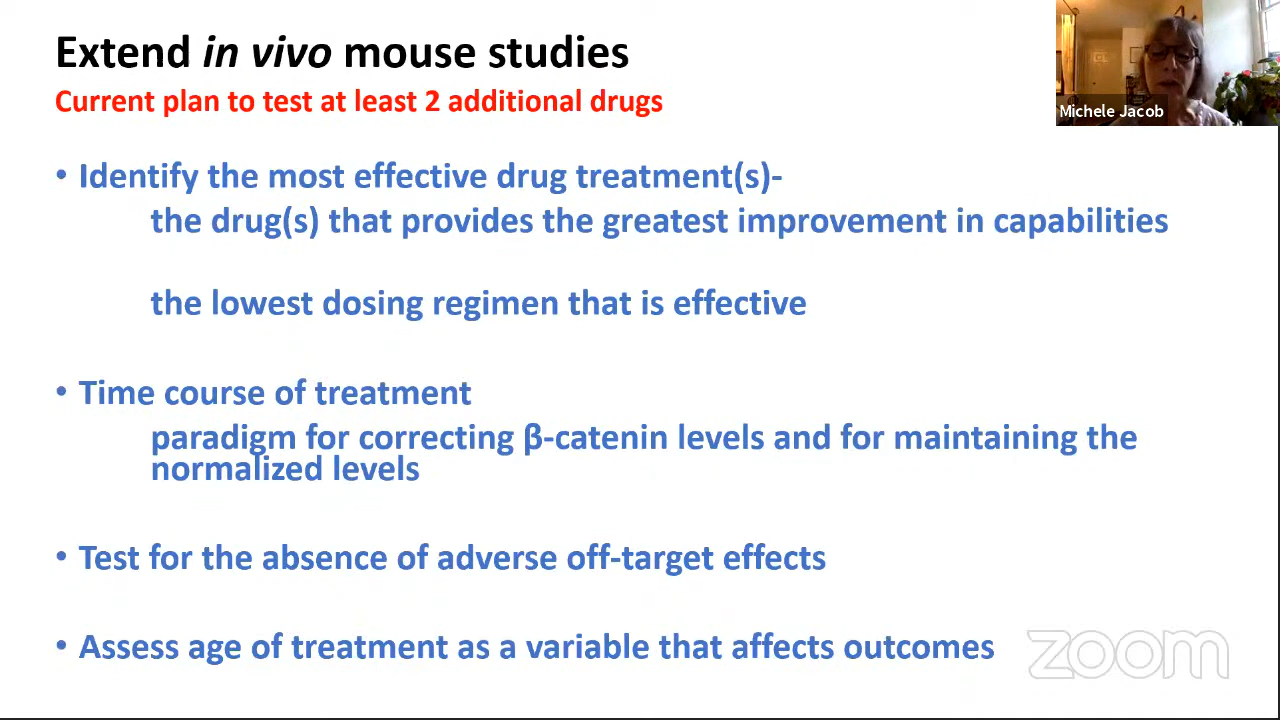 Extend in vivo mouse studies
Current plan to test at least 2 additional drugs
Michele Jacob
• Identify the most effective drug treatment(s)-
the drug(s) that provides the greatest improvement in capabilities
the lowest dosing regimen that is effective
• Time course of treatment
paradigm for correcting β-catenin levels and for maintaining the
normalized levels
• Test for the absence of adverse off-target effects
• Assess age of treatment as a variable that affects outcomes
zoom